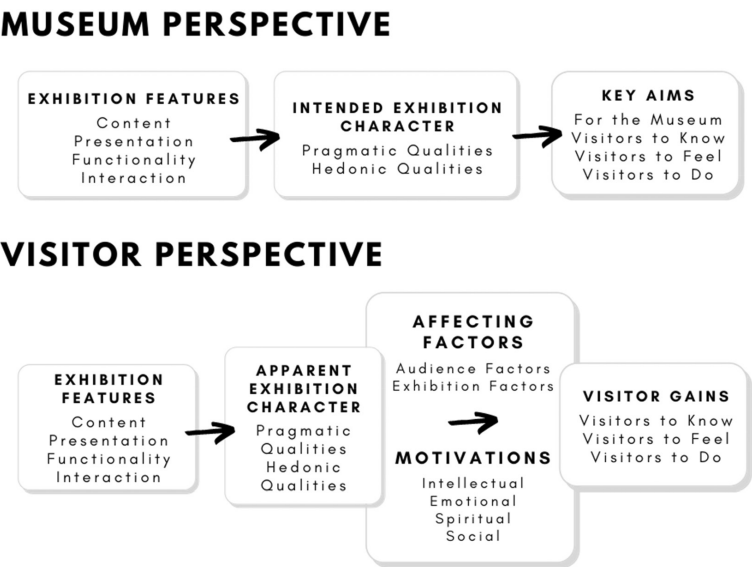 MUSEUM PERSPECTIVE
EXHIBITION FEATURES
Content
Presentation
Functionality
Interaction
INTENDED EXHIBITION
CHARACTER
Pragmatic Qualities
Hedonic Qualities
KEY AIMS
For the Museum
Visitors to Know
Visitors to Feel
Visitors to Do
VISITOR PERSPECTIVE
EXHIBITION
FEATURES
Content
Presentation
Functionality
Interaction
APPARENT
EXHIBITION
CHARACTER
Pragmatic
Qualities
Hedonic
Qualities
AFFECTING
FACTORS
Audience Factors
Exhibition Factors
MOTIVATIONS
Intellectual
Emotional
Spiritual
Social
VISITOR GAINS
Visitors to Know
Visitors to Feel
Visitors to Do